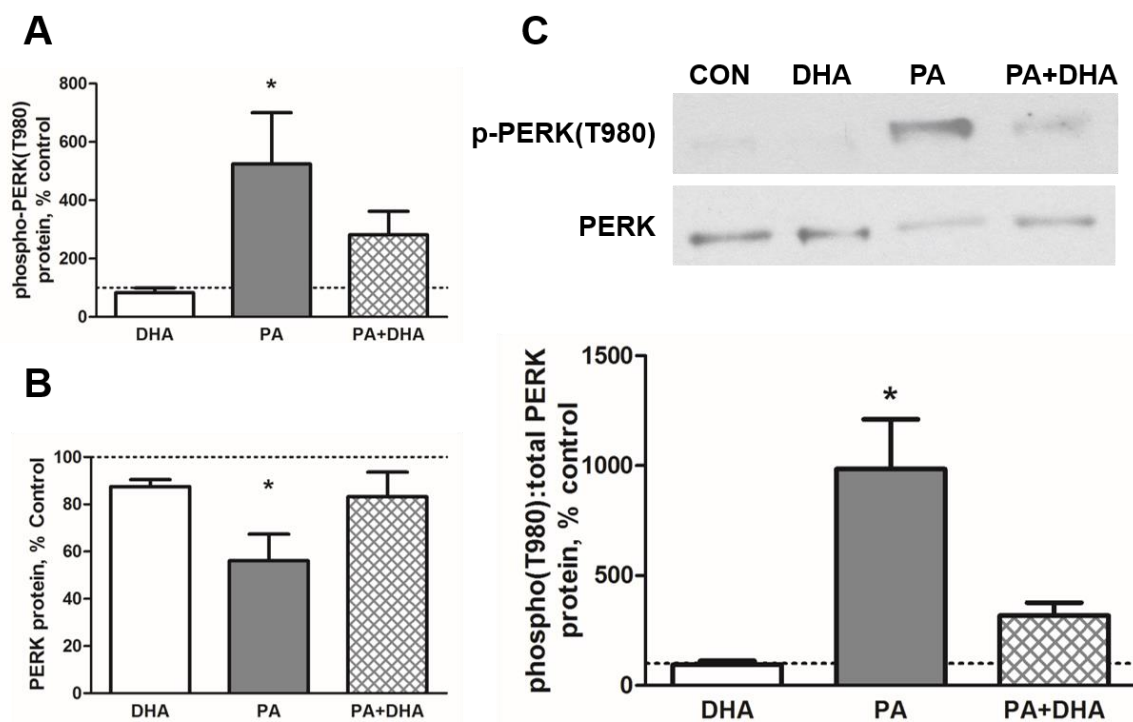 A
phospho-PERK(T980)
protein, % control
800
600
400
200
0
*
DHA PA PA+DHA
B
PERK protein, % Control
100
80
60
40
20
0
*
DHA PA PA+DHA
C
CON DHA PA PA+DHA
p-PERK(T980)
PERK
phospho(T980):total PERK
protein, % control
1500
1000
500
0
*
DHA PA PA+DHA